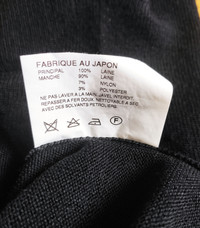 FABRIQUE AU JAPON
PRINCIPAL 100% LAINE
MANCHE 90% LAINE
7% NYLON
3% POLYESTER
NE PAS LAVER A LA MAIN. JAVEL INTERDIT.
REPASSER A FER DOUX. NETTOYABLE A SEC
AVEC DES SOLVANTS PETROLIERS.